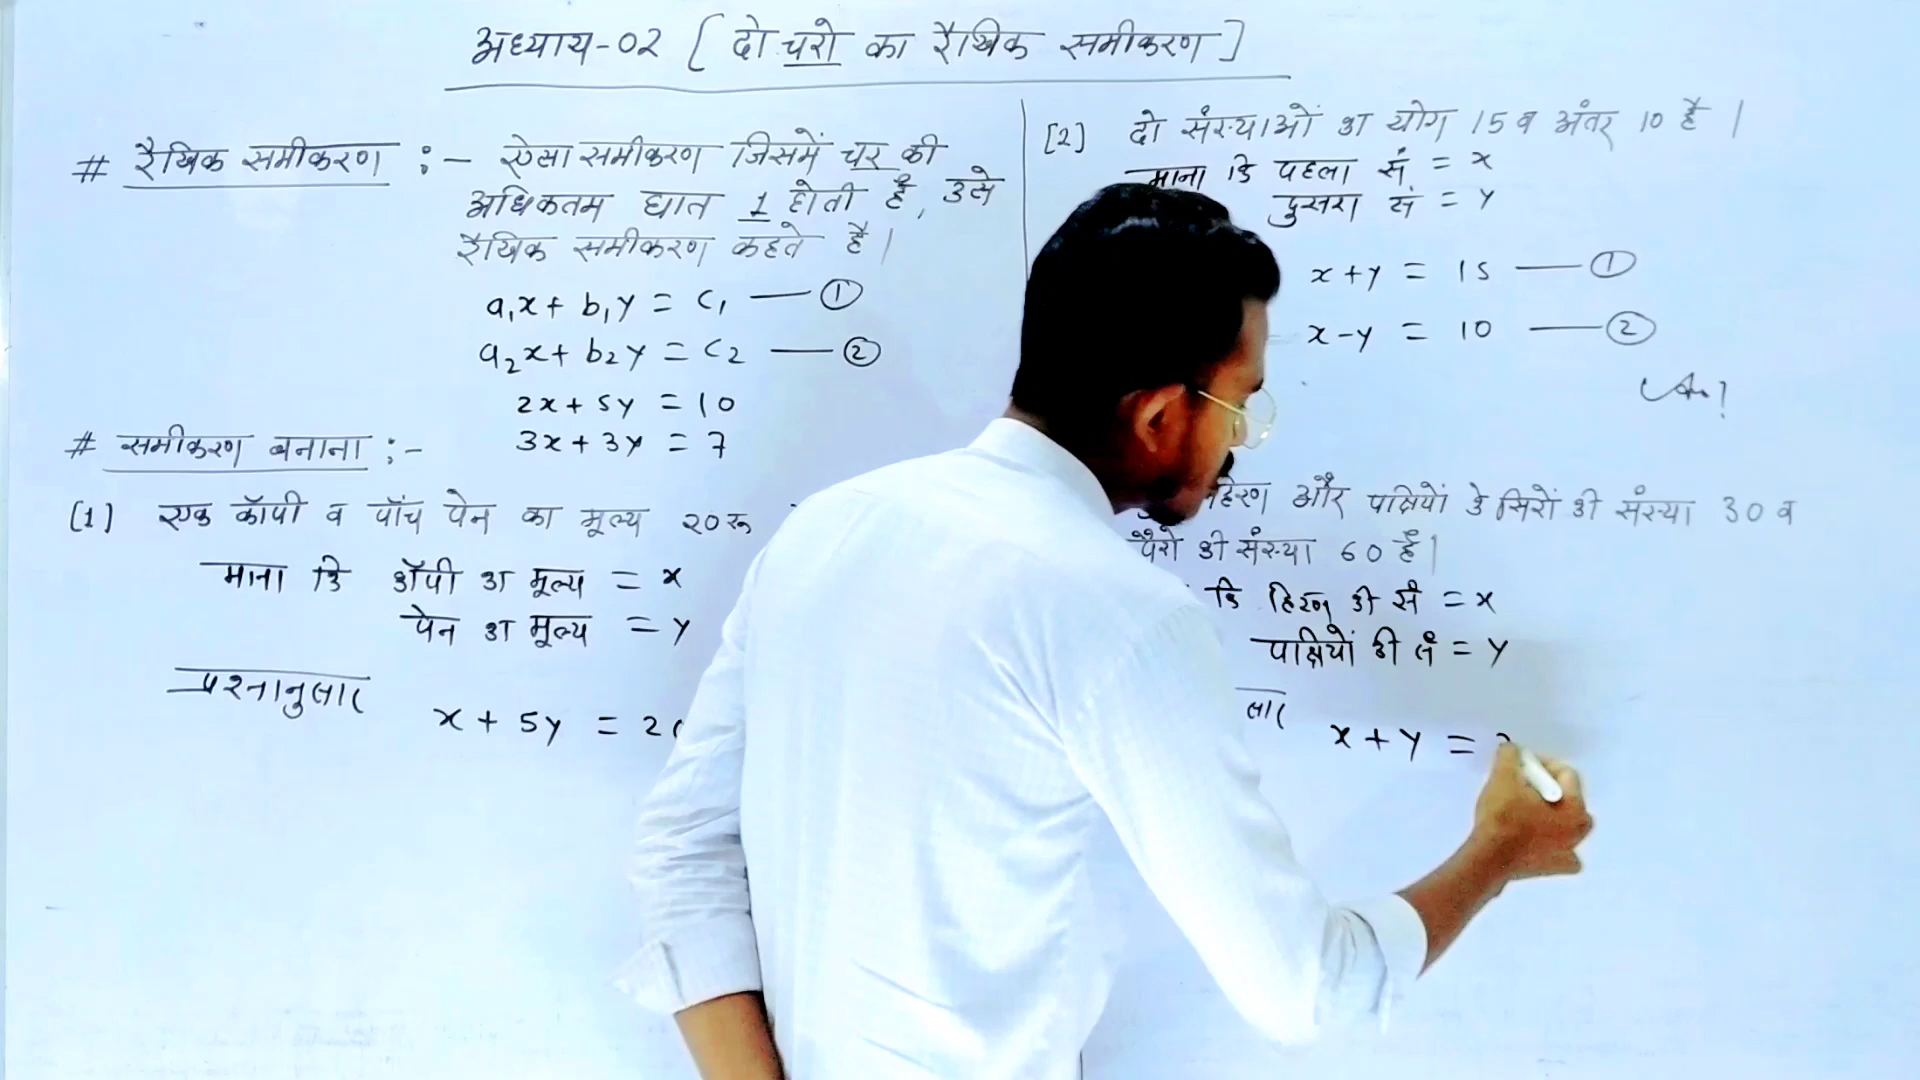 अध्याय-02 [ दो चरो का रैखिक समीकरण ]
# रैखिक समीकरण :- ऐसा समीकरण जिसमें चर की
अधिकतम घात 1 होती है, उसे
रैखिक समीकरण कहते है।
a₁x + b₁y = c₁ — ①
a₂x + b₂y = c₂ — ②
2x + 5y = 10
3x + 3y = 7
# समीकरण बनाना :-
[1] एक कॉपी व पाँच पेन का मूल्य 20 रू
माना कि कॉपी का मूल्य = x
पेन का मूल्य = y
प्रश्नानुसार
x + 5y = 2
[2] दो संख्याओं का योग 15 व अंतर 10 है।
माना कि पहला सं = x
दुसरा सं = y
x + y = 15 — ①
x - y = 10 — ②
हिरण और पक्षियों के सिरों की संख्या 30 व
पैरो की संख्या 60 है।
कि हिरण की सं = x
पक्षियों की सं = y
सार
x + y =